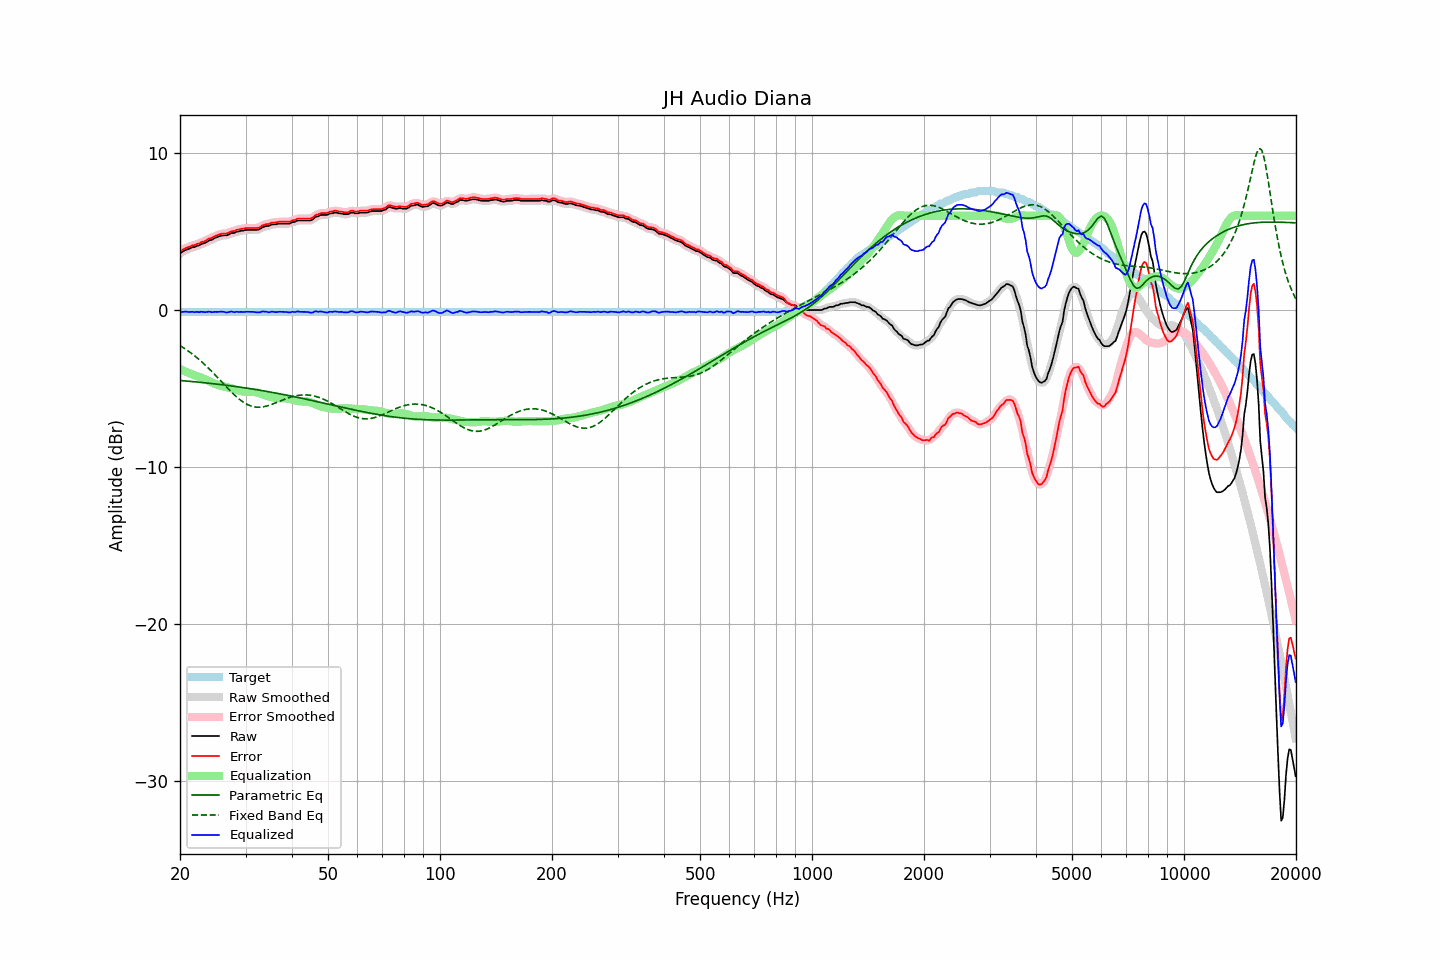 JH Audio Diana
Amplitude (dBr)
10
0
−10
−20
−30
Target
Raw Smoothed
Error Smoothed
Raw
Error
Equalization
Parametric Eq
Fixed Band Eq
Equalized
20 50 100 200 500 1000 2000 5000 10000 20000
Frequency (Hz)